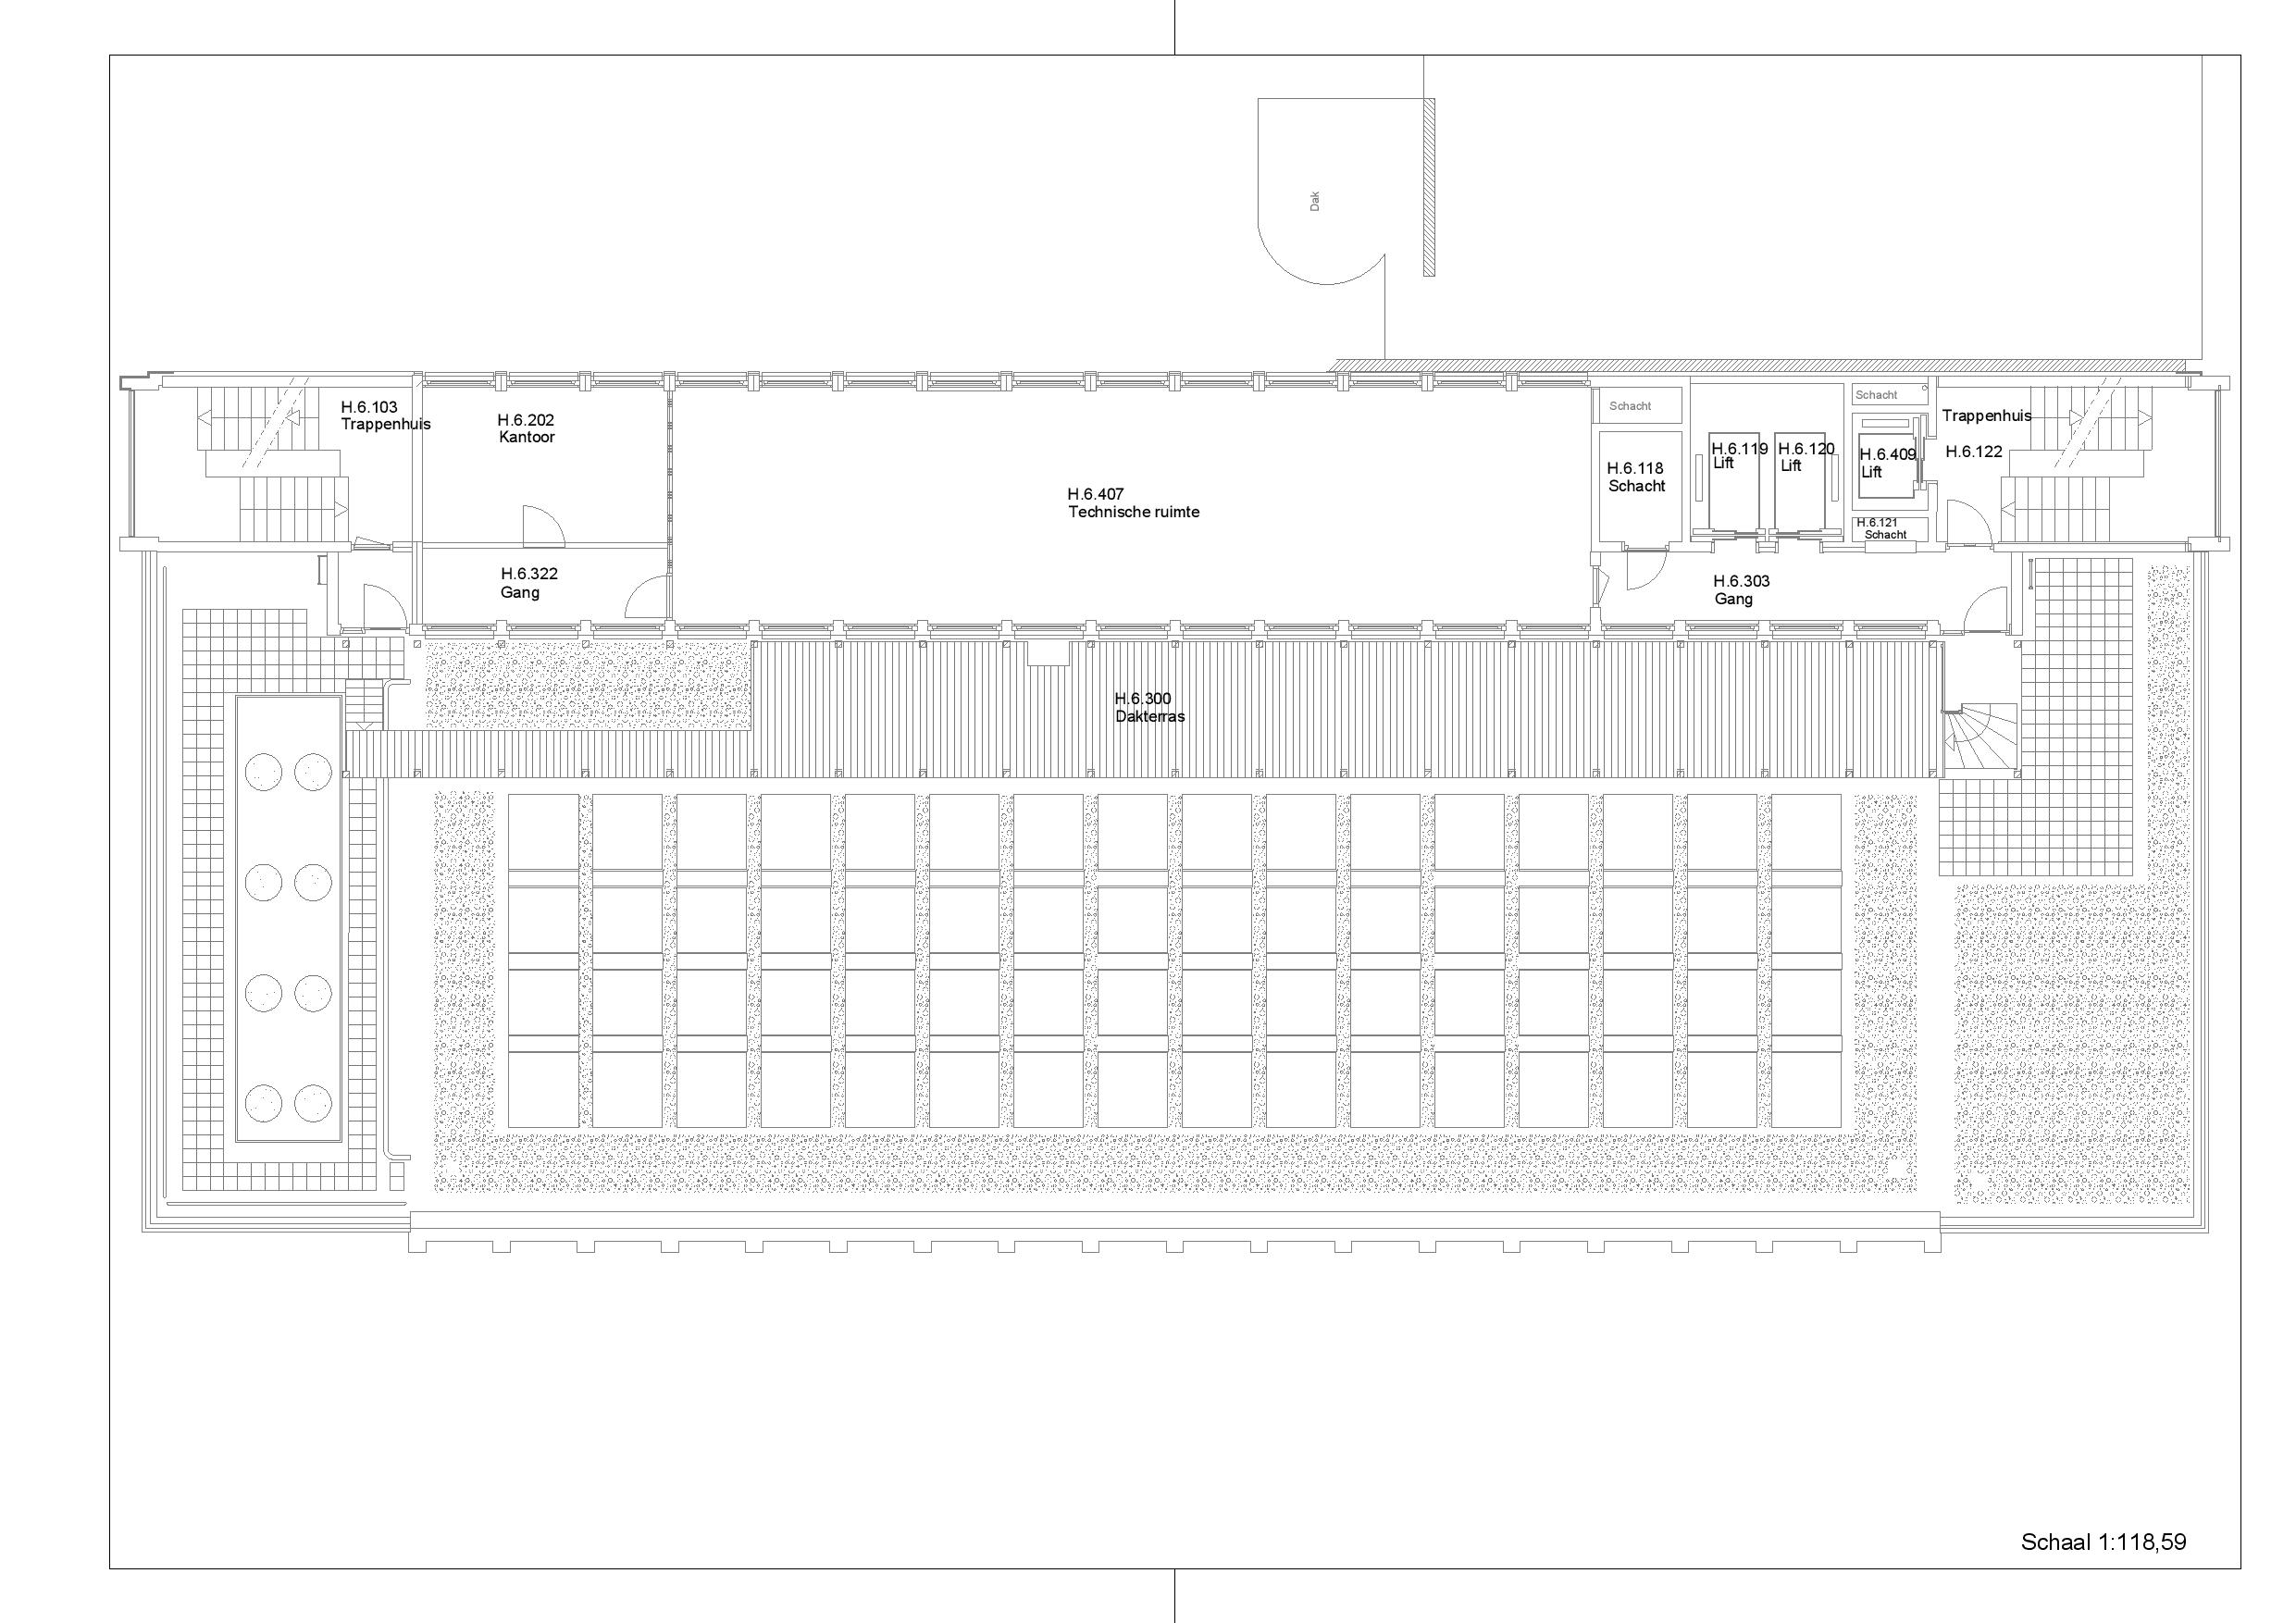 Dak
H.6.103
Trappenhuis
H.6.202
Kantoor
H.6.322
Gang
H.6.407
Technische ruimte
Schacht
H.6.118
Schacht
H.6.119
Lift
H.6.120
Lift
Schacht
H.6.409
Lift
H.6.121
Schacht
Trappenhuis
H.6.122
H.6.303
Gang
H.6.300
Dakterras
Schaal 1:118,59